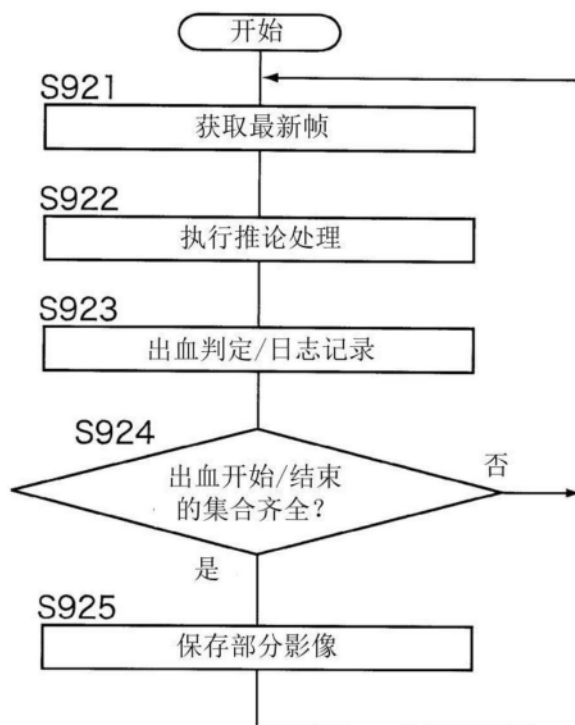 开始
S921
获取最新帧
S922
执行推论处理
S923
出血判定/日志记录
S924
出血开始/结束
的集合齐全？
否
是
S925
保存部分影像